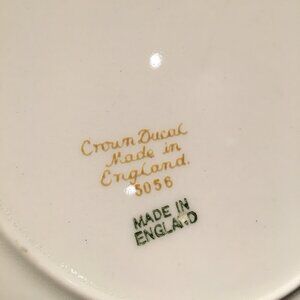 Crown Ducal
Made in
England.
5056
MADE IN
ENGLAND